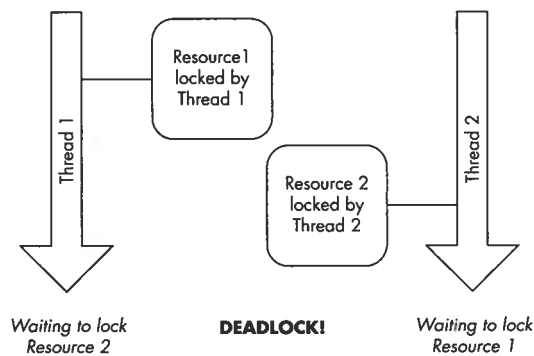 Resource1
locked by
Thread 1
Thread 1
Thread 2
Resource 2
locked by
Thread 2
Waiting to lock
Resource 2
DEADLOCK!
Waiting to lock
Resource 1